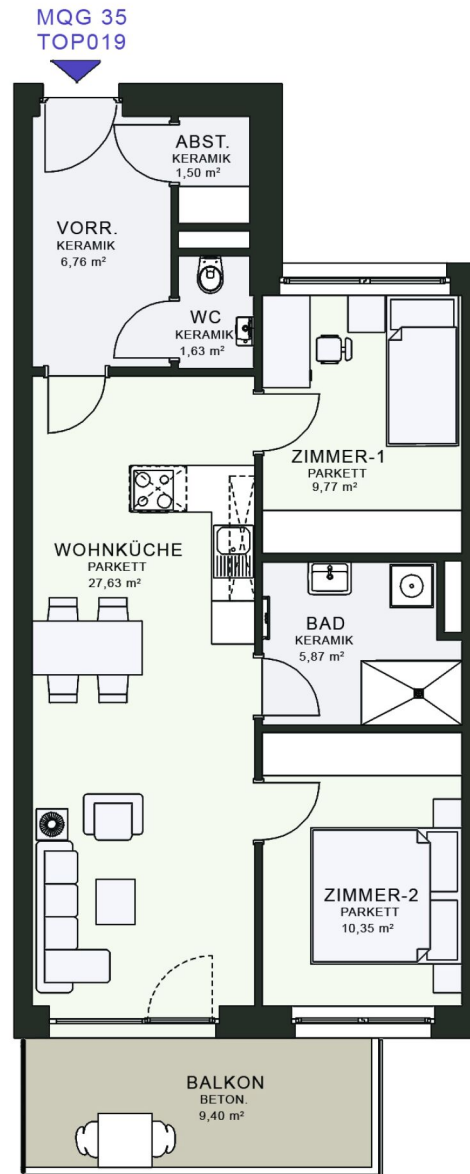 MQG 35
TOP019
ABST.
KERAMIK
1,50 m²
VORR.
KERAMIK
6,76 m²
WC
KERAMIK
1,63 m²
ZIMMER-1
PARKETT
9,77 m²
WOHNKÜCHE
PARKETT
27,63 m²
BAD
KERAMIK
5,87 m²
ZIMMER-2
PARKETT
10,35 m²
BALKON
BETON.
9,40 m²